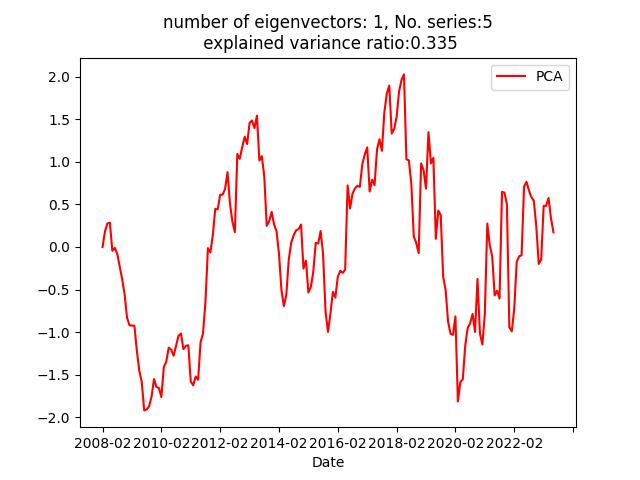 number of eigenvectors: 1, No. series:5
explained variance ratio:0.335
PCA
2.0
1.5
1.0
0.5
0.0
−0.5
−1.0
−1.5
−2.0
2008-02 2010-02 2012-02 2014-02 2016-02 2018-02 2020-02 2022-02
Date